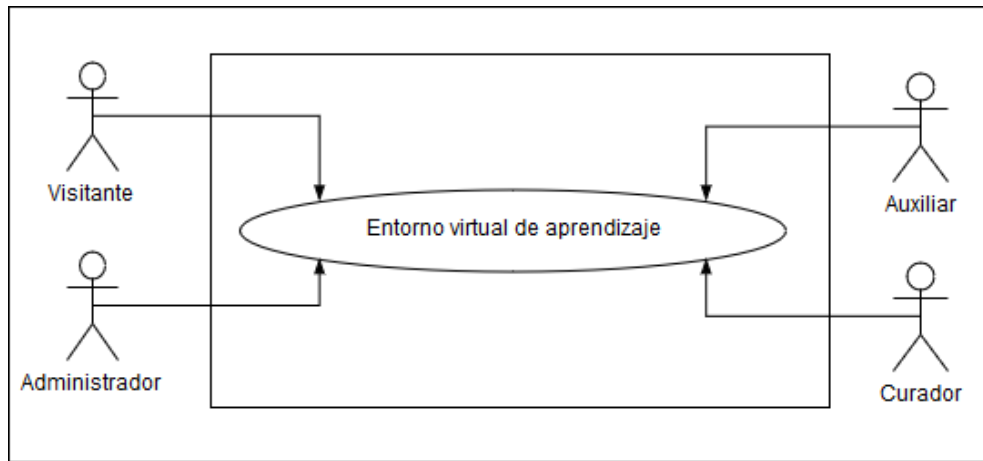 Visitante
Auxiliar
Entorno virtual de aprendizaje
Administrador
Curador